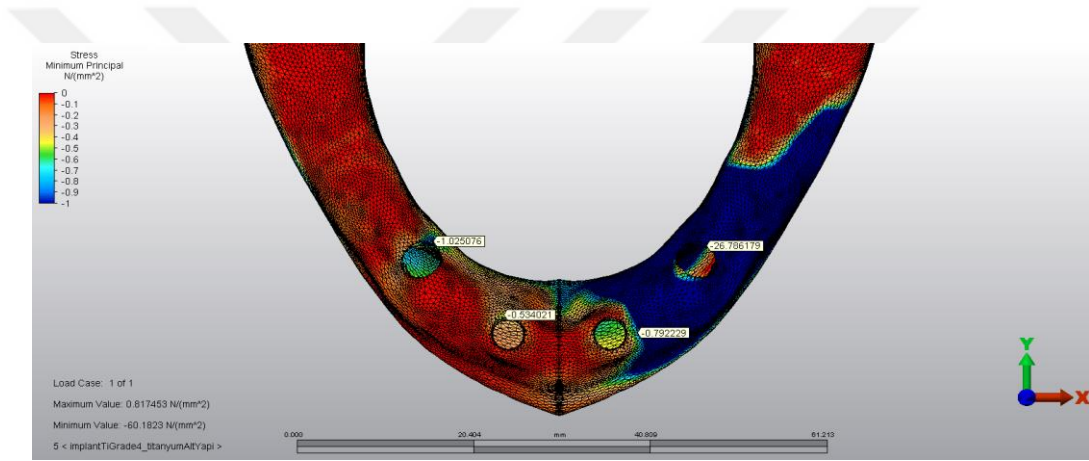 Stress
Minimum Principal
N/(mm^2)
0
-0.1
-0.2
-0.3
-0.4
-0.5
-0.6
-0.7
-0.8
-0.9
-1
-1.025076
-26.786179
-0.534021
-0.792229
Load Case: 1 of 1
Maximum Value: 0.817453 N/(mm^2)
Minimum Value: -60.1823 N/(mm^2)
5 < implantTiGrade4_titanyumAltYapi >
0.000 20.404 mm 40.809 61.213
Y
X